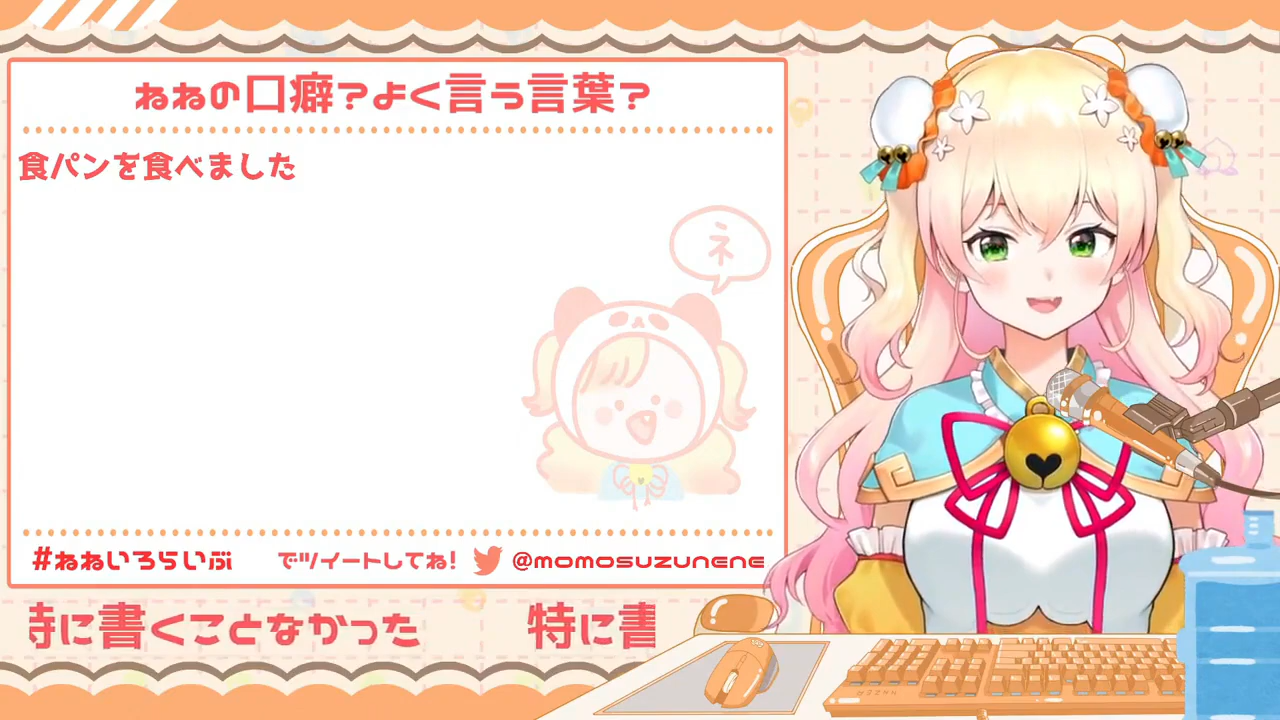 ねねの口癖？よく言う言葉？
食パンを食べました
ネ
#ねねいろらいぶ でツイートしてね！ @MOMOSUZUNENE
特に書くことなかった 特に書